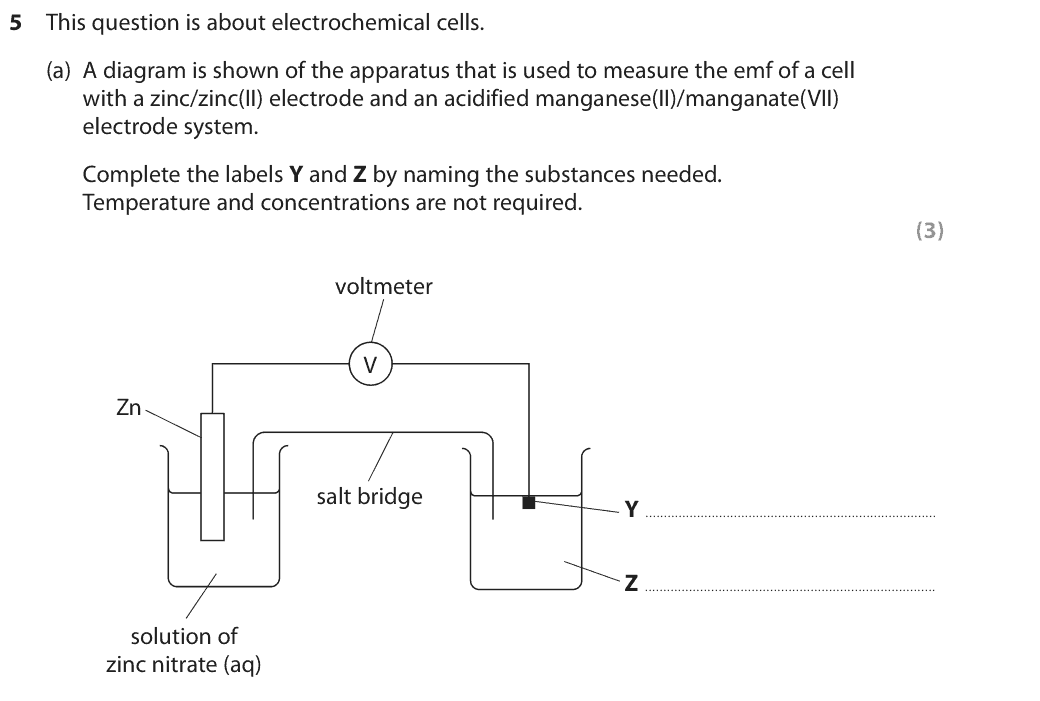 5 This question is about electrochemical cells.
(a) A diagram is shown of the apparatus that is used to measure the emf of a cell
with a zinc/zinc(II) electrode and an acidified manganese(II)/manganate(VII)
electrode system.
Complete the labels Y and Z by naming the substances needed.
Temperature and concentrations are not required.
(3)
voltmeter
V
Zn
salt bridge
Y
Z
solution of
zinc nitrate (aq)